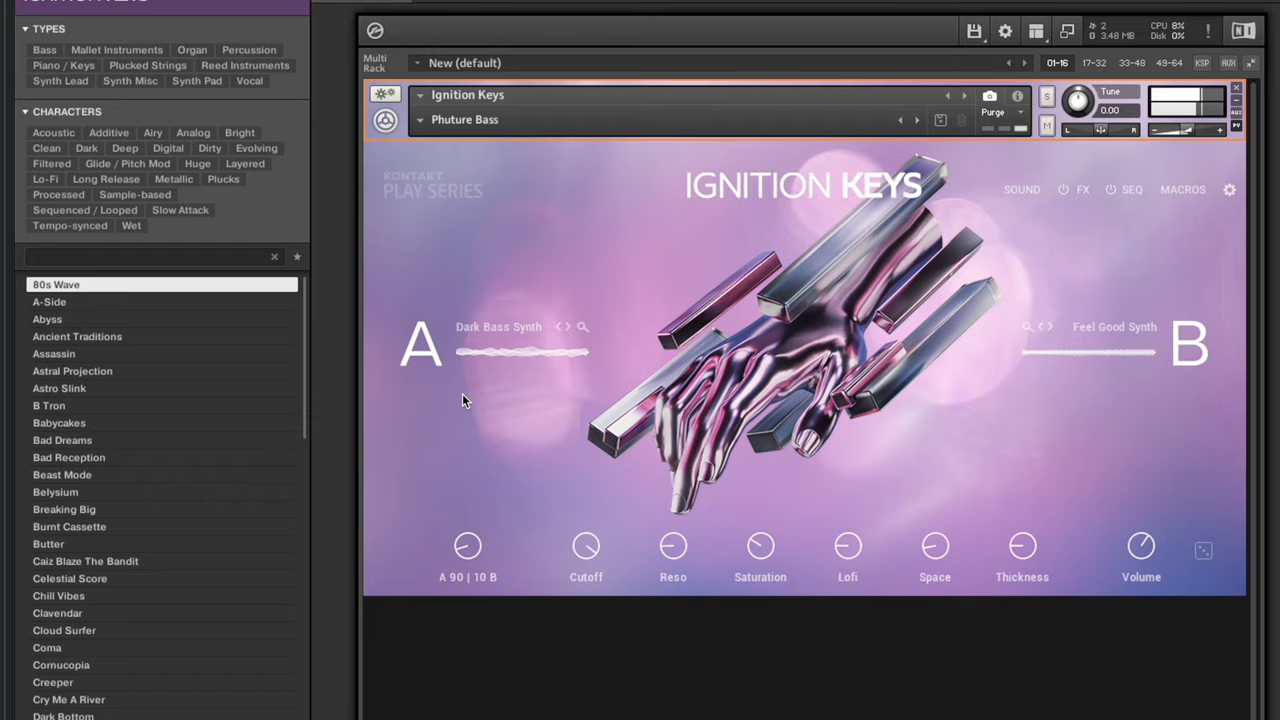 TYPES
Bass Mallet Instruments Organ Percussion
Piano / Keys Plucked Strings Reed Instruments
Synth Lead Synth Misc Synth Pad Vocal
CHARACTERS
Acoustic Additive Airy Analog Bright
Clean Dark Deep Digital Dirty Evolving
Filtered Glide / Pitch Mod Huge Layered
Lo-Fi Long Release Metallic Plucks
Processed Sample-based
Sequenced / Looped Slow Attack
Tempo-synced Wet
80s Wave
A-Side
Abyss
Ancient Traditions
Assassin
Astral Projection
Astro Slink
B Tron
Babycakes
Bad Dreams
Bad Reception
Beast Mode
Belysium
Breaking Big
Burnt Cassette
Butter
Caiz Blaze The Bandit
Celestial Score
Chill Vibes
Clavendar
Cloud Surfer
Coma
Cornucopia
Creeper
Cry Me A River
Dark Bottom
2 CPU 8%
3.48 MB Disk 0% !
Multi
Rack
New (default)
01-16 17-32 33-48 49-64 KSP AUX
Ignition Keys
Phuture Bass
Purge
S
M
Tune
0.00
L R
- +
AUX
PV
KONTAKT
PLAY SERIES
IGNITION KEYS
SOUND FX SEQ MACROS
A
Dark Bass Synth
Feel Good Synth
B
A 90 | 10 B Cutoff Reso Saturation Lofi Space Thickness Volume